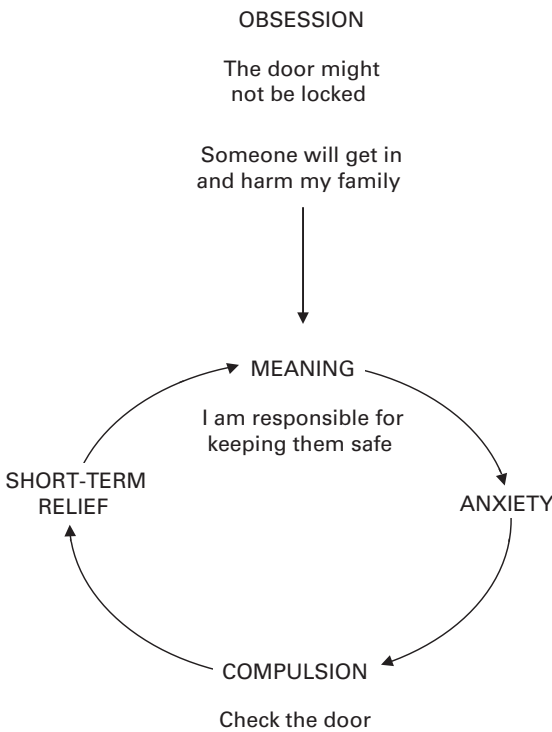 OBSESSION
The door might
not be locked
Someone will get in
and harm my family
MEANING
I am responsible for
keeping them safe
SHORT-TERM
RELIEF
ANXIETY
COMPULSION
Check the door